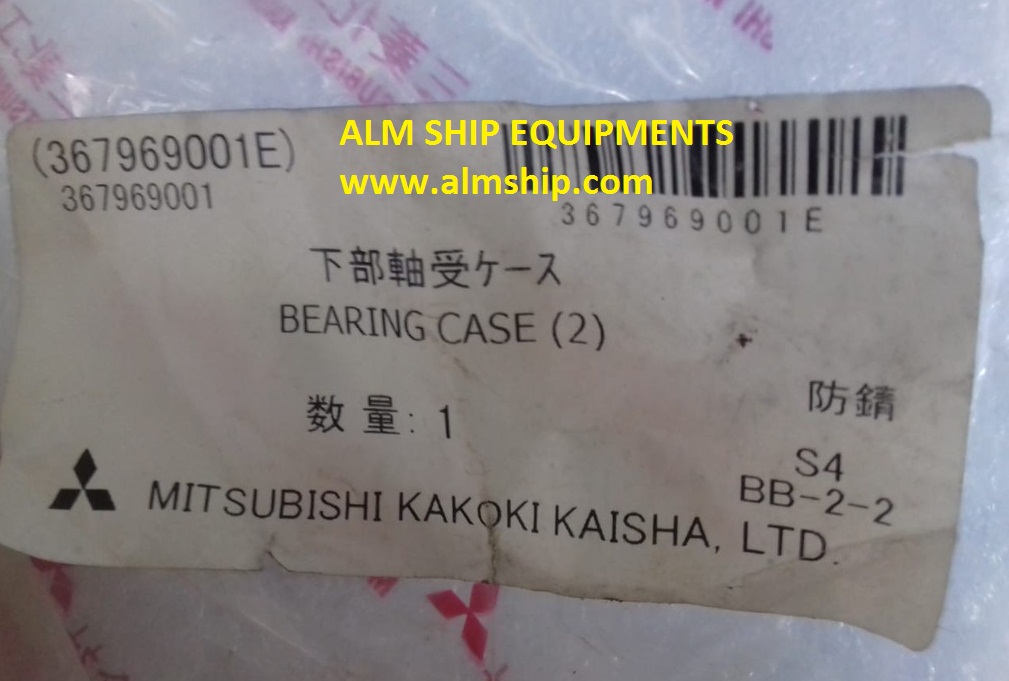 (367969001E)
367969001
ALM SHIP EQUIPMENTS
www.almship.com
367969001E
下部軸受ケース
BEARING CASE (2)
数量: 1
防錆
S4
BB-2-2
MITSUBISHI KAKOKI KAISHA, LTD.